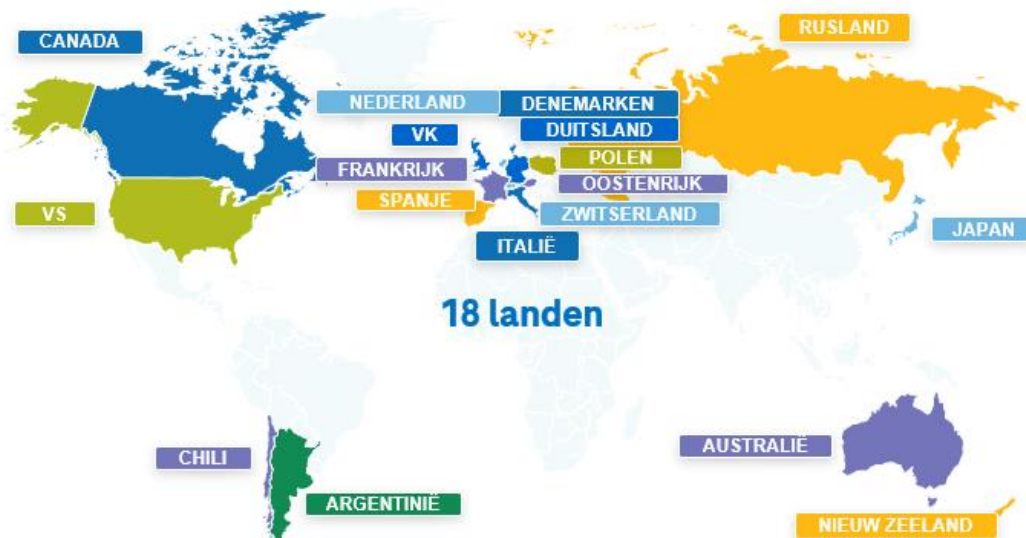 RUSLAND
CANADA
NEDERLAND
DENEMARKEN
VK
DUITSLAND
POLEN
FRANKRIJK
OOSTENRIJK
SPANJE
VS
ZWITSERLAND
JAPAN
ITALIË
18 landen
AUSTRALIË
CHILI
ARGENTINIË
NIEUW ZEELAND